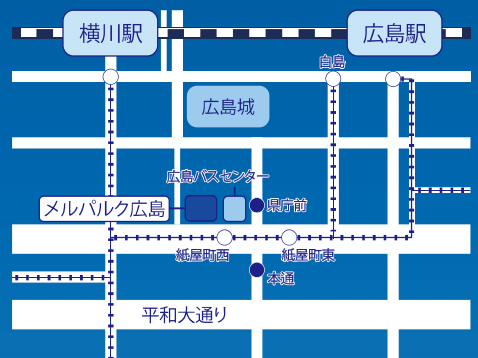 横川駅
広島駅
白島
広島城
広島バスセンター
メルパルク広島
県庁前
紙屋町西
紙屋町東
本通
平和大通り